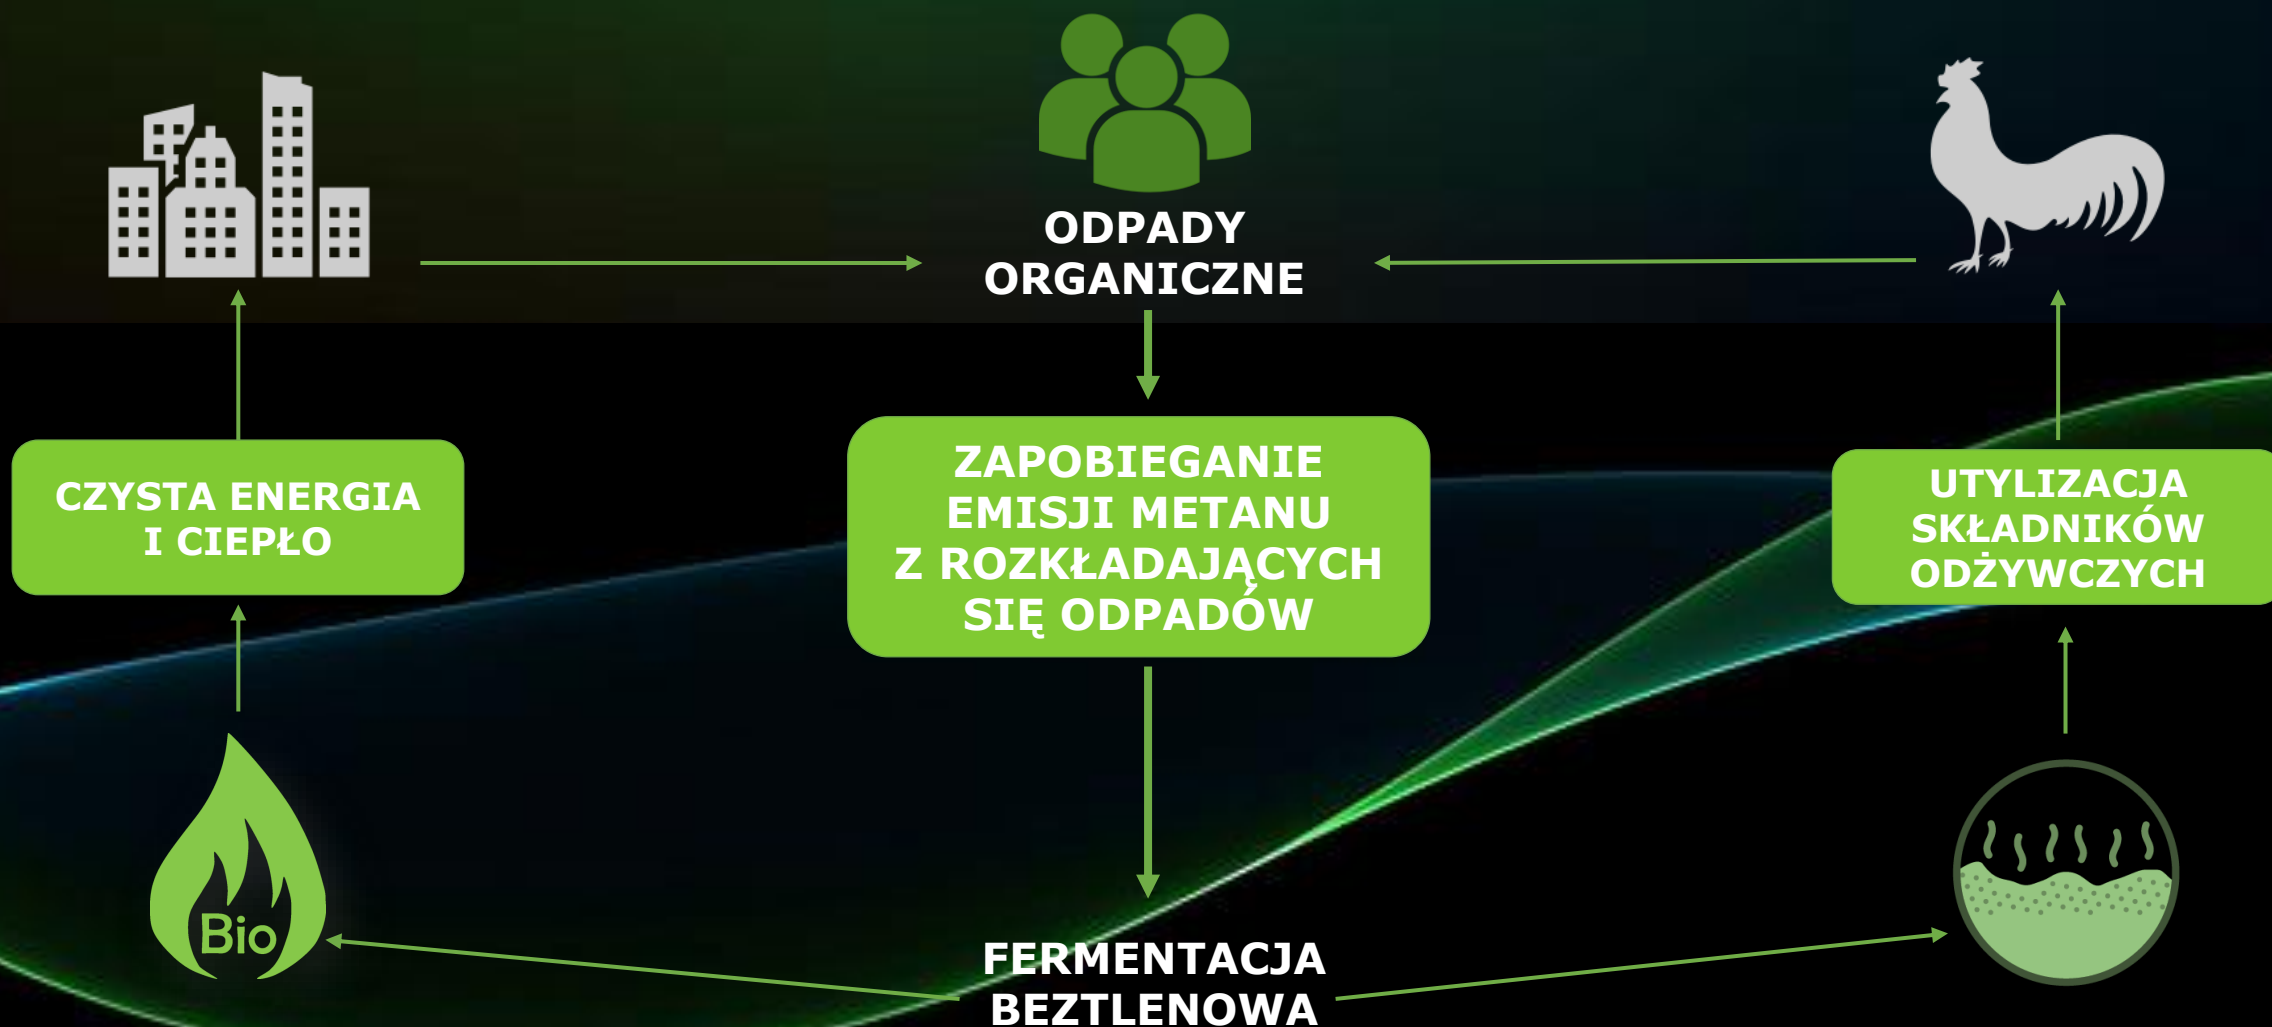 ODPADY
ORGANICZNE
CZYSTA ENERGIA
I CIEPŁO
ZAPOBIEGANIE
EMISJI METANU
Z ROZKŁADAJĄCYCH
SIĘ ODPADÓW
UTYLIZACJA
SKŁADNIKÓW
ODŻYWCZYCH
Bio
FERMENTACJA
BEZTLENOWA